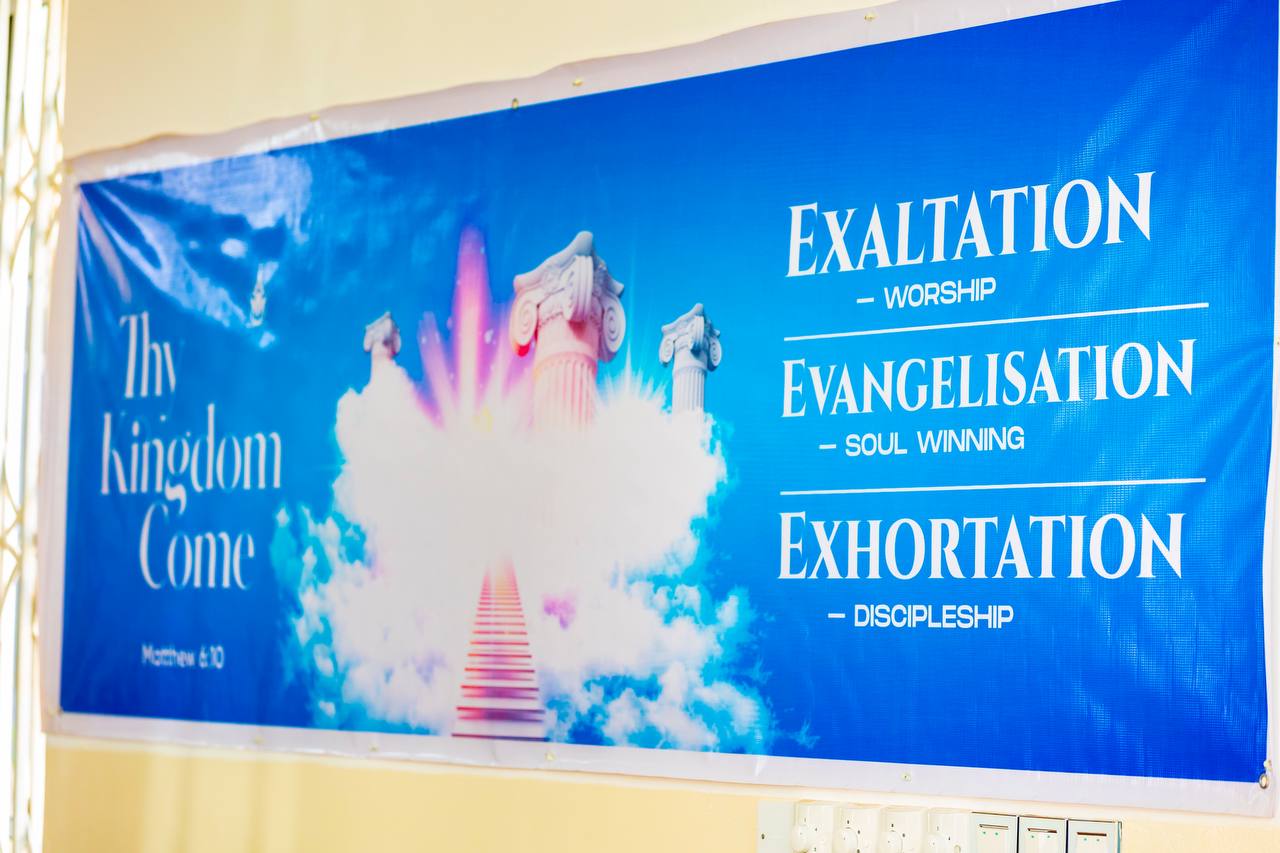 Thy
Kingdom
Come
Matthew 6:10
EXALTATION
– WORSHIP
EVANGELISATION
– SOUL WINNING
EXHORTATION
– DISCIPLESHIP